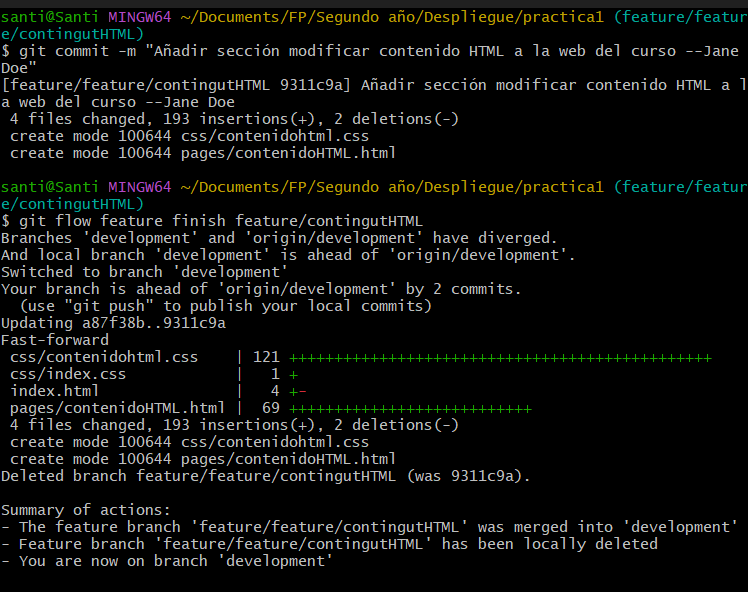 santi@Santi MINGW64 ~/Documents/FP/Segundo año/Despliegue/practica1 (feature/featur
e/contingutHTML)
$ git commit -m "Añadir sección modificar contenido HTML a la web del curso --Jane
Doe"
[feature/feature/contingutHTML 9311c9a] Añadir sección modificar contenido HTML a l
a web del curso --Jane Doe
 4 files changed, 193 insertions(+), 2 deletions(-)
 create mode 100644 css/contenidohtml.css
 create mode 100644 pages/contenidoHTML.html

santi@Santi MINGW64 ~/Documents/FP/Segundo año/Despliegue/practica1 (feature/featur
e/contingutHTML)
$ git flow feature finish feature/contingutHTML
Branches 'development' and 'origin/development' have diverged.
And local branch 'development' is ahead of 'origin/development'.
Switched to branch 'development'
Your branch is ahead of 'origin/development' by 2 commits.
  (use "git push" to publish your local commits)
Updating a87f38b..9311c9a
Fast-forward
 css/contenidohtml.css    | 121 +++++++++++++++++++++++++++++++++++++++++++++++
 css/index.css            |   1 +
 index.html               |   4 +-
 pages/contenidoHTML.html |  69 +++++++++++++++++++++++++++
 4 files changed, 193 insertions(+), 2 deletions(-)
 create mode 100644 css/contenidohtml.css
 create mode 100644 pages/contenidoHTML.html
Deleted branch feature/feature/contingutHTML (was 9311c9a).

Summary of actions:
- The feature branch 'feature/feature/contingutHTML' was merged into 'development'
- Feature branch 'feature/feature/contingutHTML' has been locally deleted
- You are now on branch 'development'